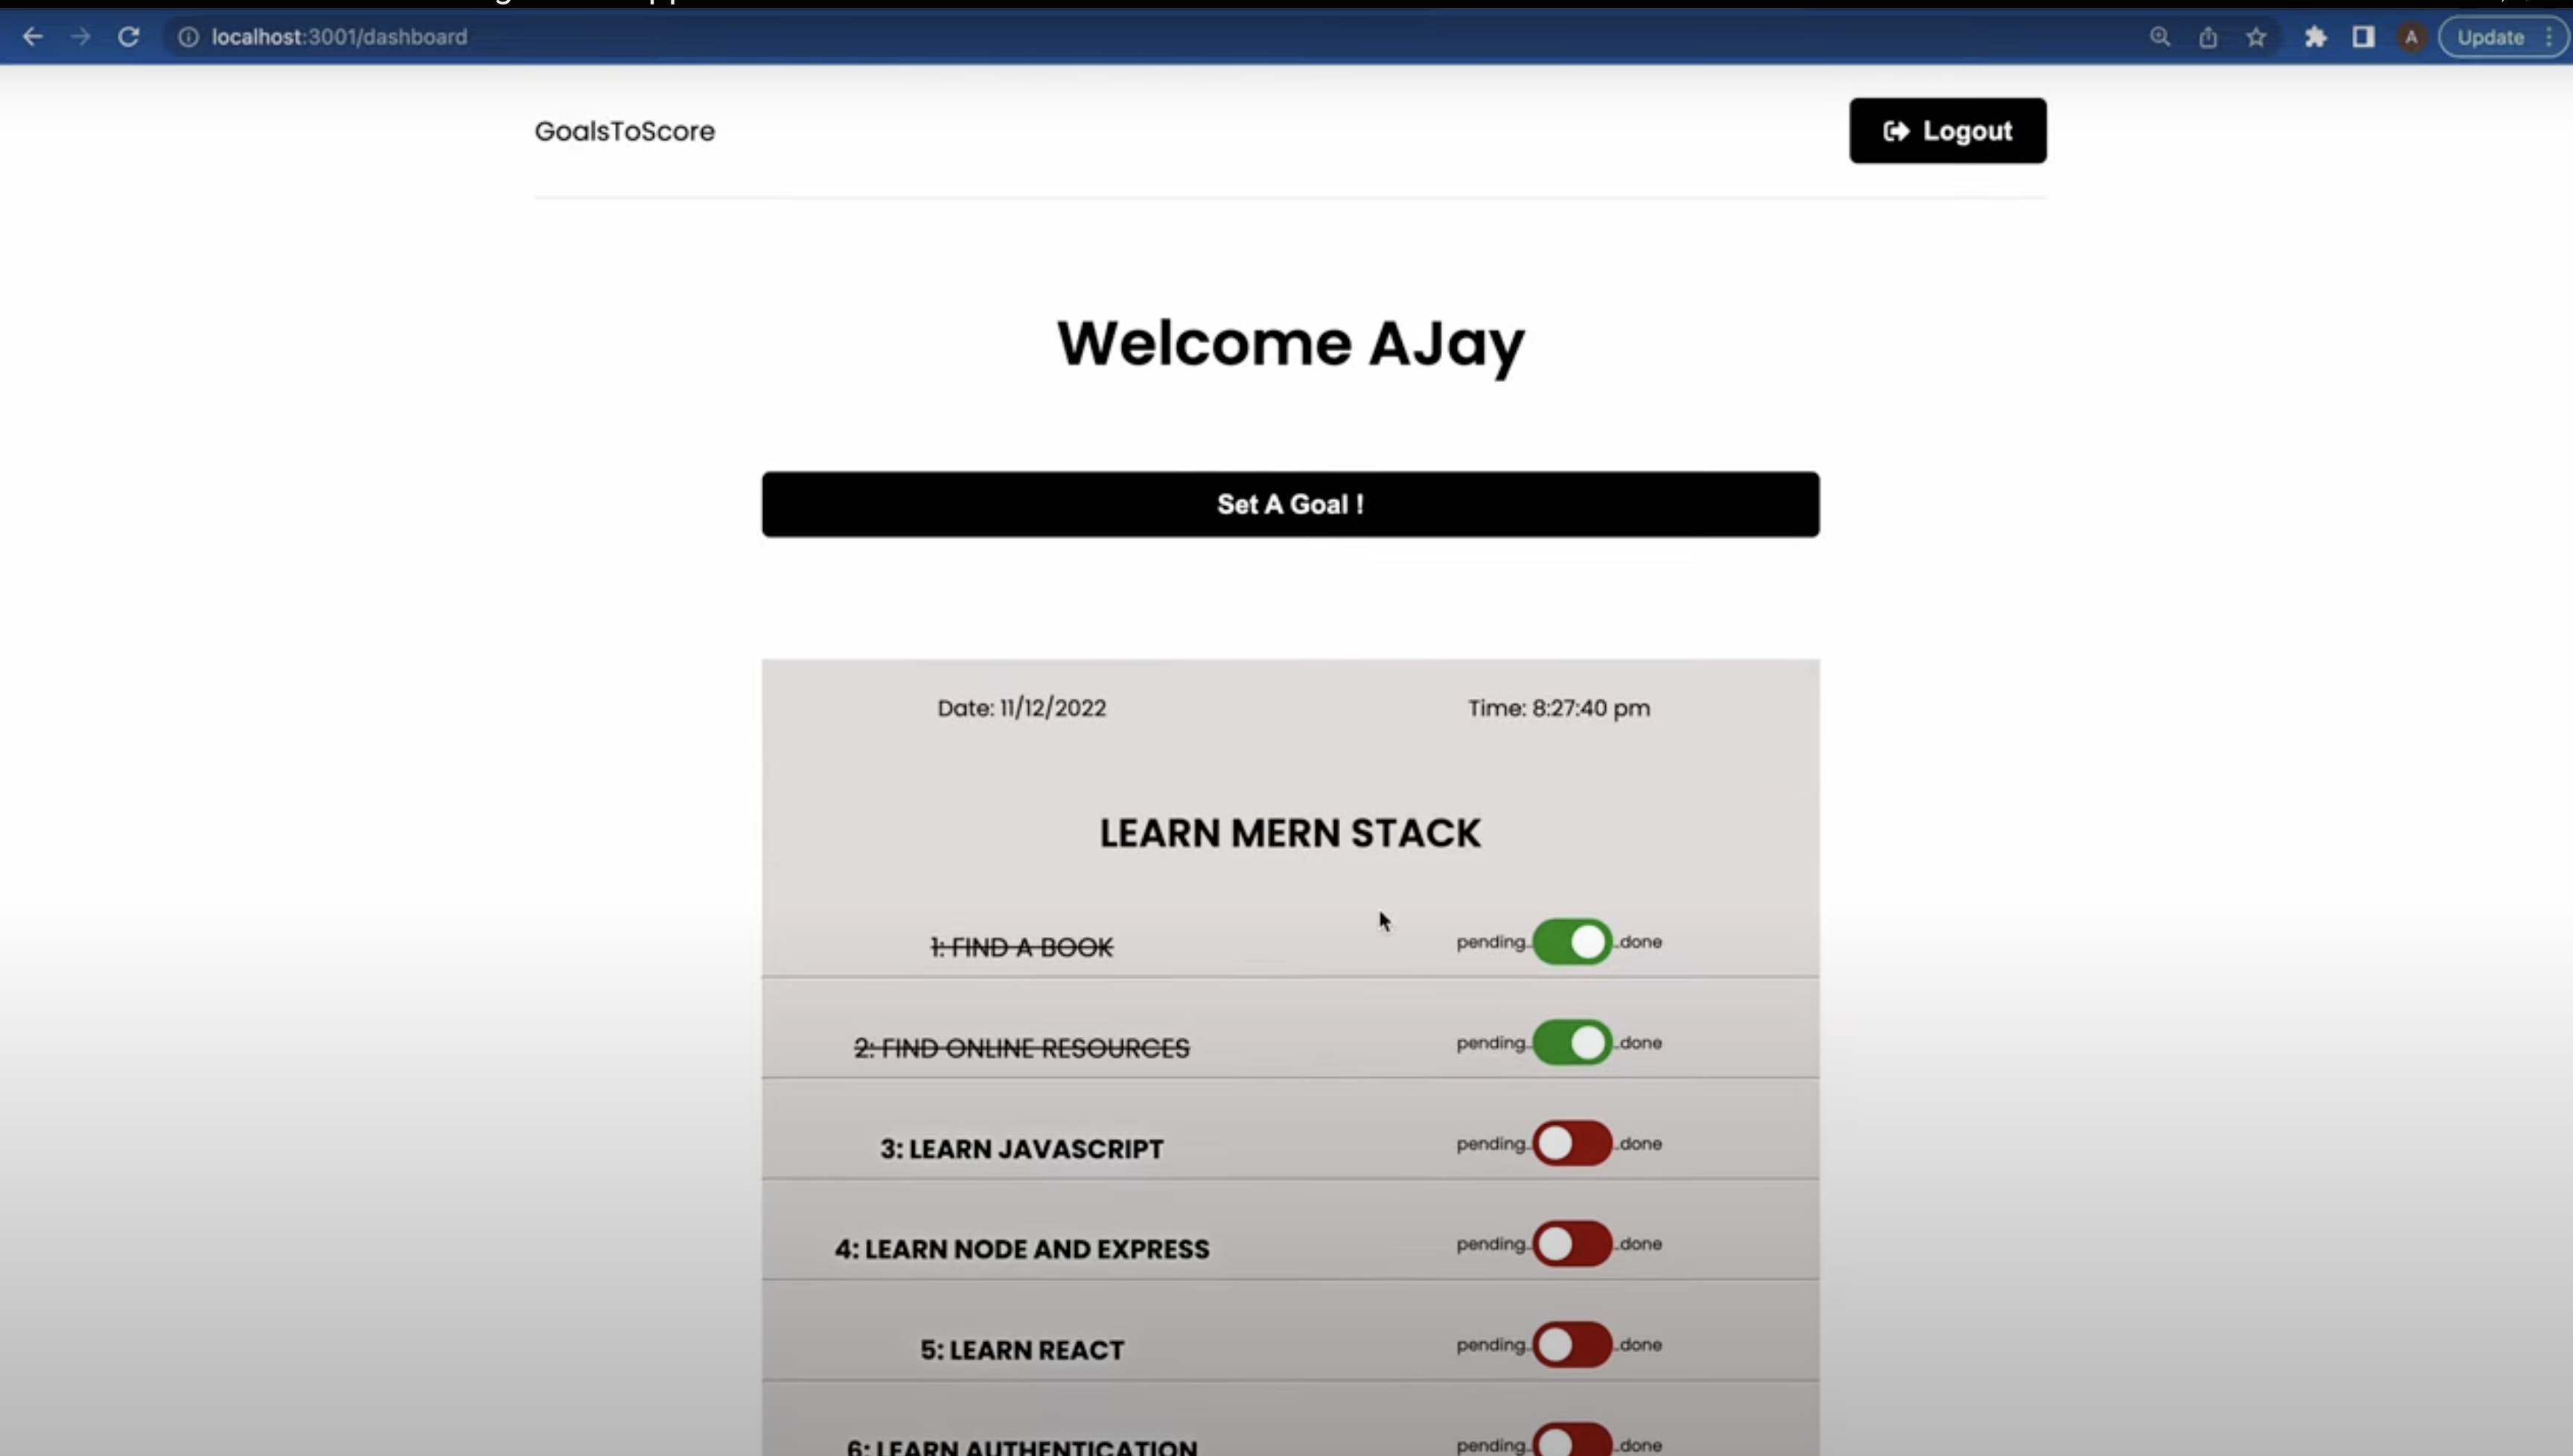 localhost:3001/dashboard
A
Update
GoalsToScore
Logout
Welcome AJay
Set A Goal !
Date: 11/12/2022
Time: 8:27:40 pm
LEARN MERN STACK
1: FIND A BOOK
pending done
2: FIND ONLINE RESOURCES
pending done
3: LEARN JAVASCRIPT
pending done
4: LEARN NODE AND EXPRESS
pending done
5: LEARN REACT
pending done
6: LEARN AUTHENTICATION
pending done